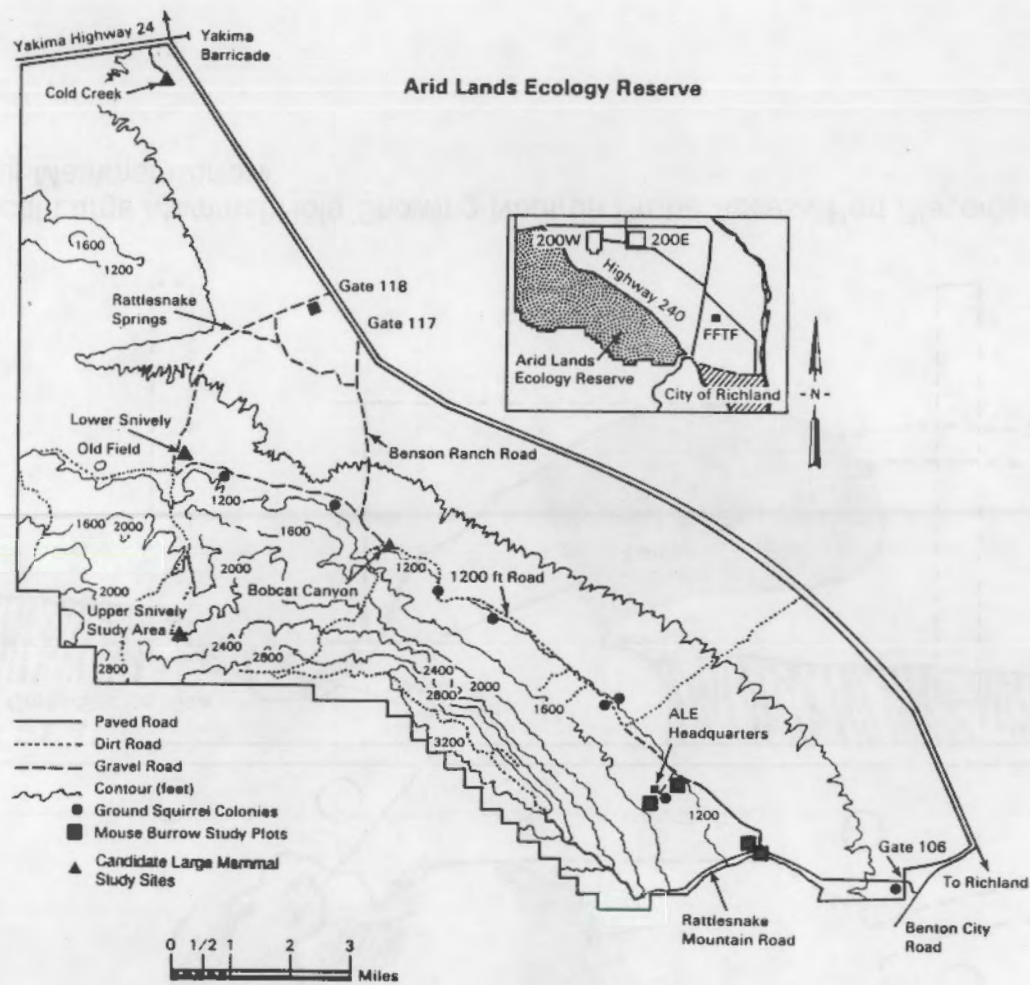 Yakima Highway 24
Yakima
Barricade
Cold Creek
Arid Lands Ecology Reserve
1600
1200
Rattlesnake
Springs
Gate 118
Gate 117
200W
200E
Highway 240
FFTF
Arid Lands
Ecology Reserve
City of Richland
- N -
Lower Snively
Old Field
Benson Ranch Road
1200
1600
2000
1600
2000
2000
Bobcat Canyon
1200
1200 ft Road
Upper Snively
Study Area
2400
2800
2800
2400
2800
2000
1600
3200
ALE
Headquarters
1200
Gate 106
To Richland
Rattlesnake
Mountain Road
Benton City
Road
Paved Road
Dirt Road
Gravel Road
Contour (feet)
Ground Squirrel Colonies
Mouse Burrow Study Plots
Candidate Large Mammal
Study Sites
0 1/2 1 2 3
Miles